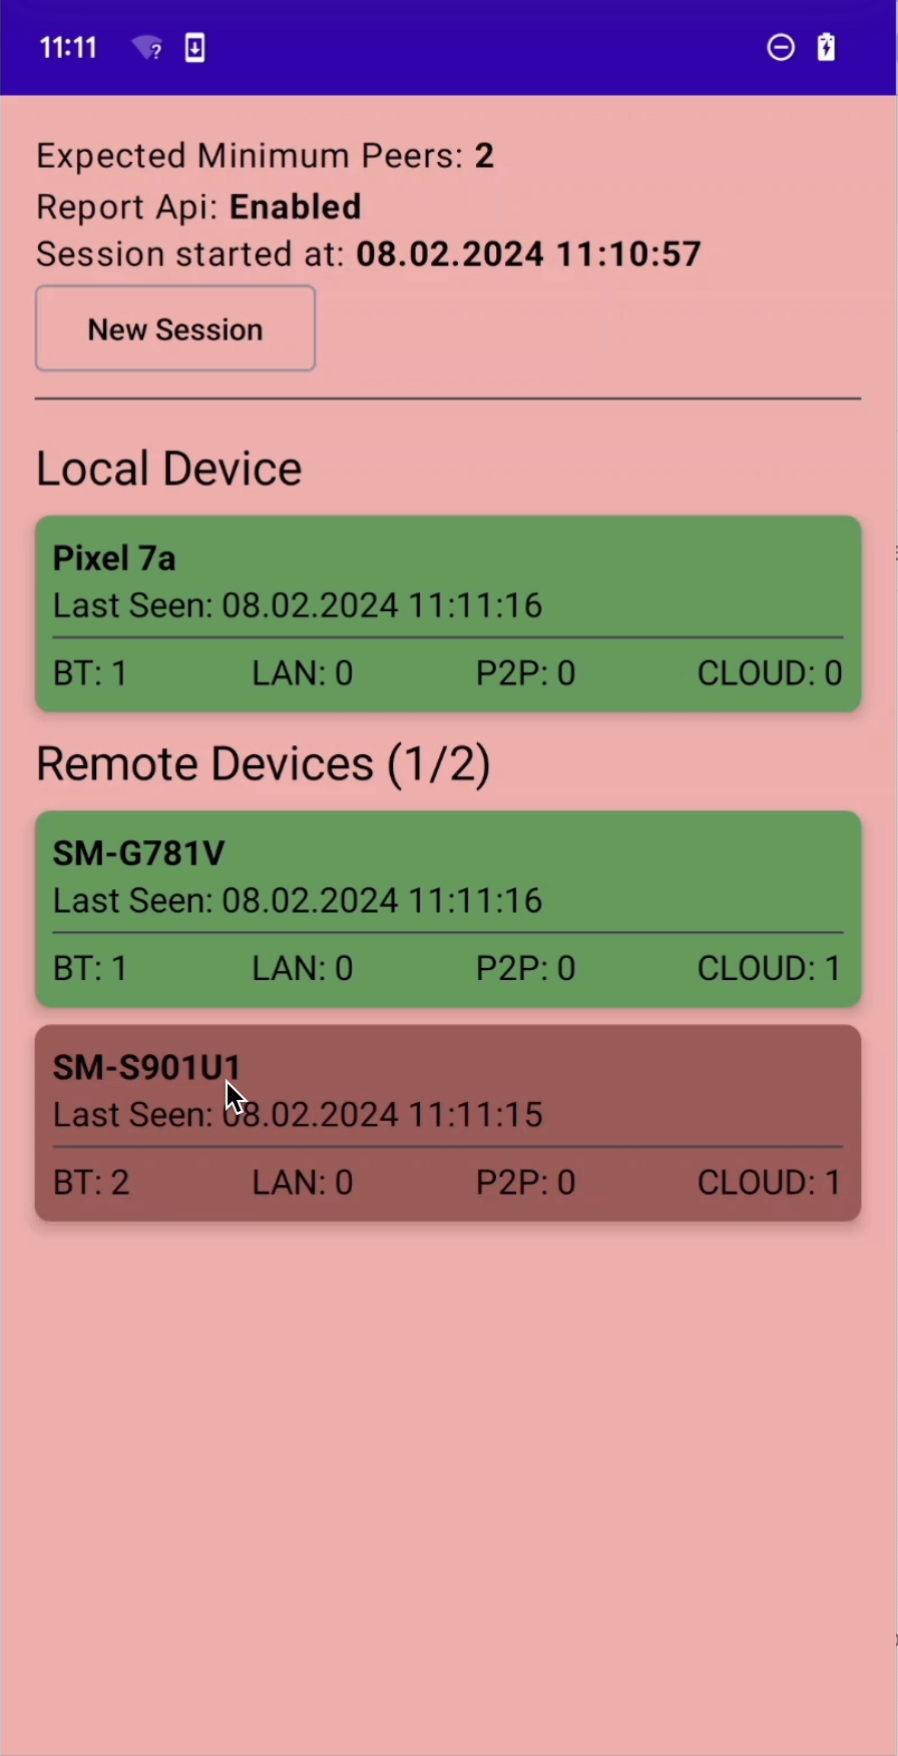 11:11
Expected Minimum Peers: 2
Report Api: Enabled
Session started at: 08.02.2024 11:10:57
New Session
Local Device
Pixel 7a
Last Seen: 08.02.2024 11:11:16
BT: 1 LAN: 0 P2P: 0 CLOUD: 0
Remote Devices (1/2)
SM-G781V
Last Seen: 08.02.2024 11:11:16
BT: 1 LAN: 0 P2P: 0 CLOUD: 1
SM-S901U1
Last Seen: 08.02.2024 11:11:15
BT: 2 LAN: 0 P2P: 0 CLOUD: 1